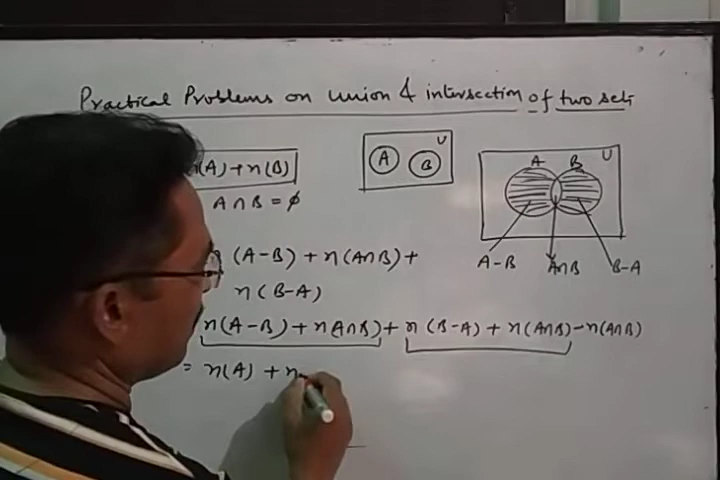 Practical Problems on union & intersection of two sets
n(A) + n(B)
A ∩ B = ϕ
U
A
B
A B U
A-B A∩B B-A
n (A-B) + n(A∩B) +
n (B-A)
n(A-B) + n(A∩B) + n (B-A) + n(A∩B) - n(A∩B)
= n(A) + n